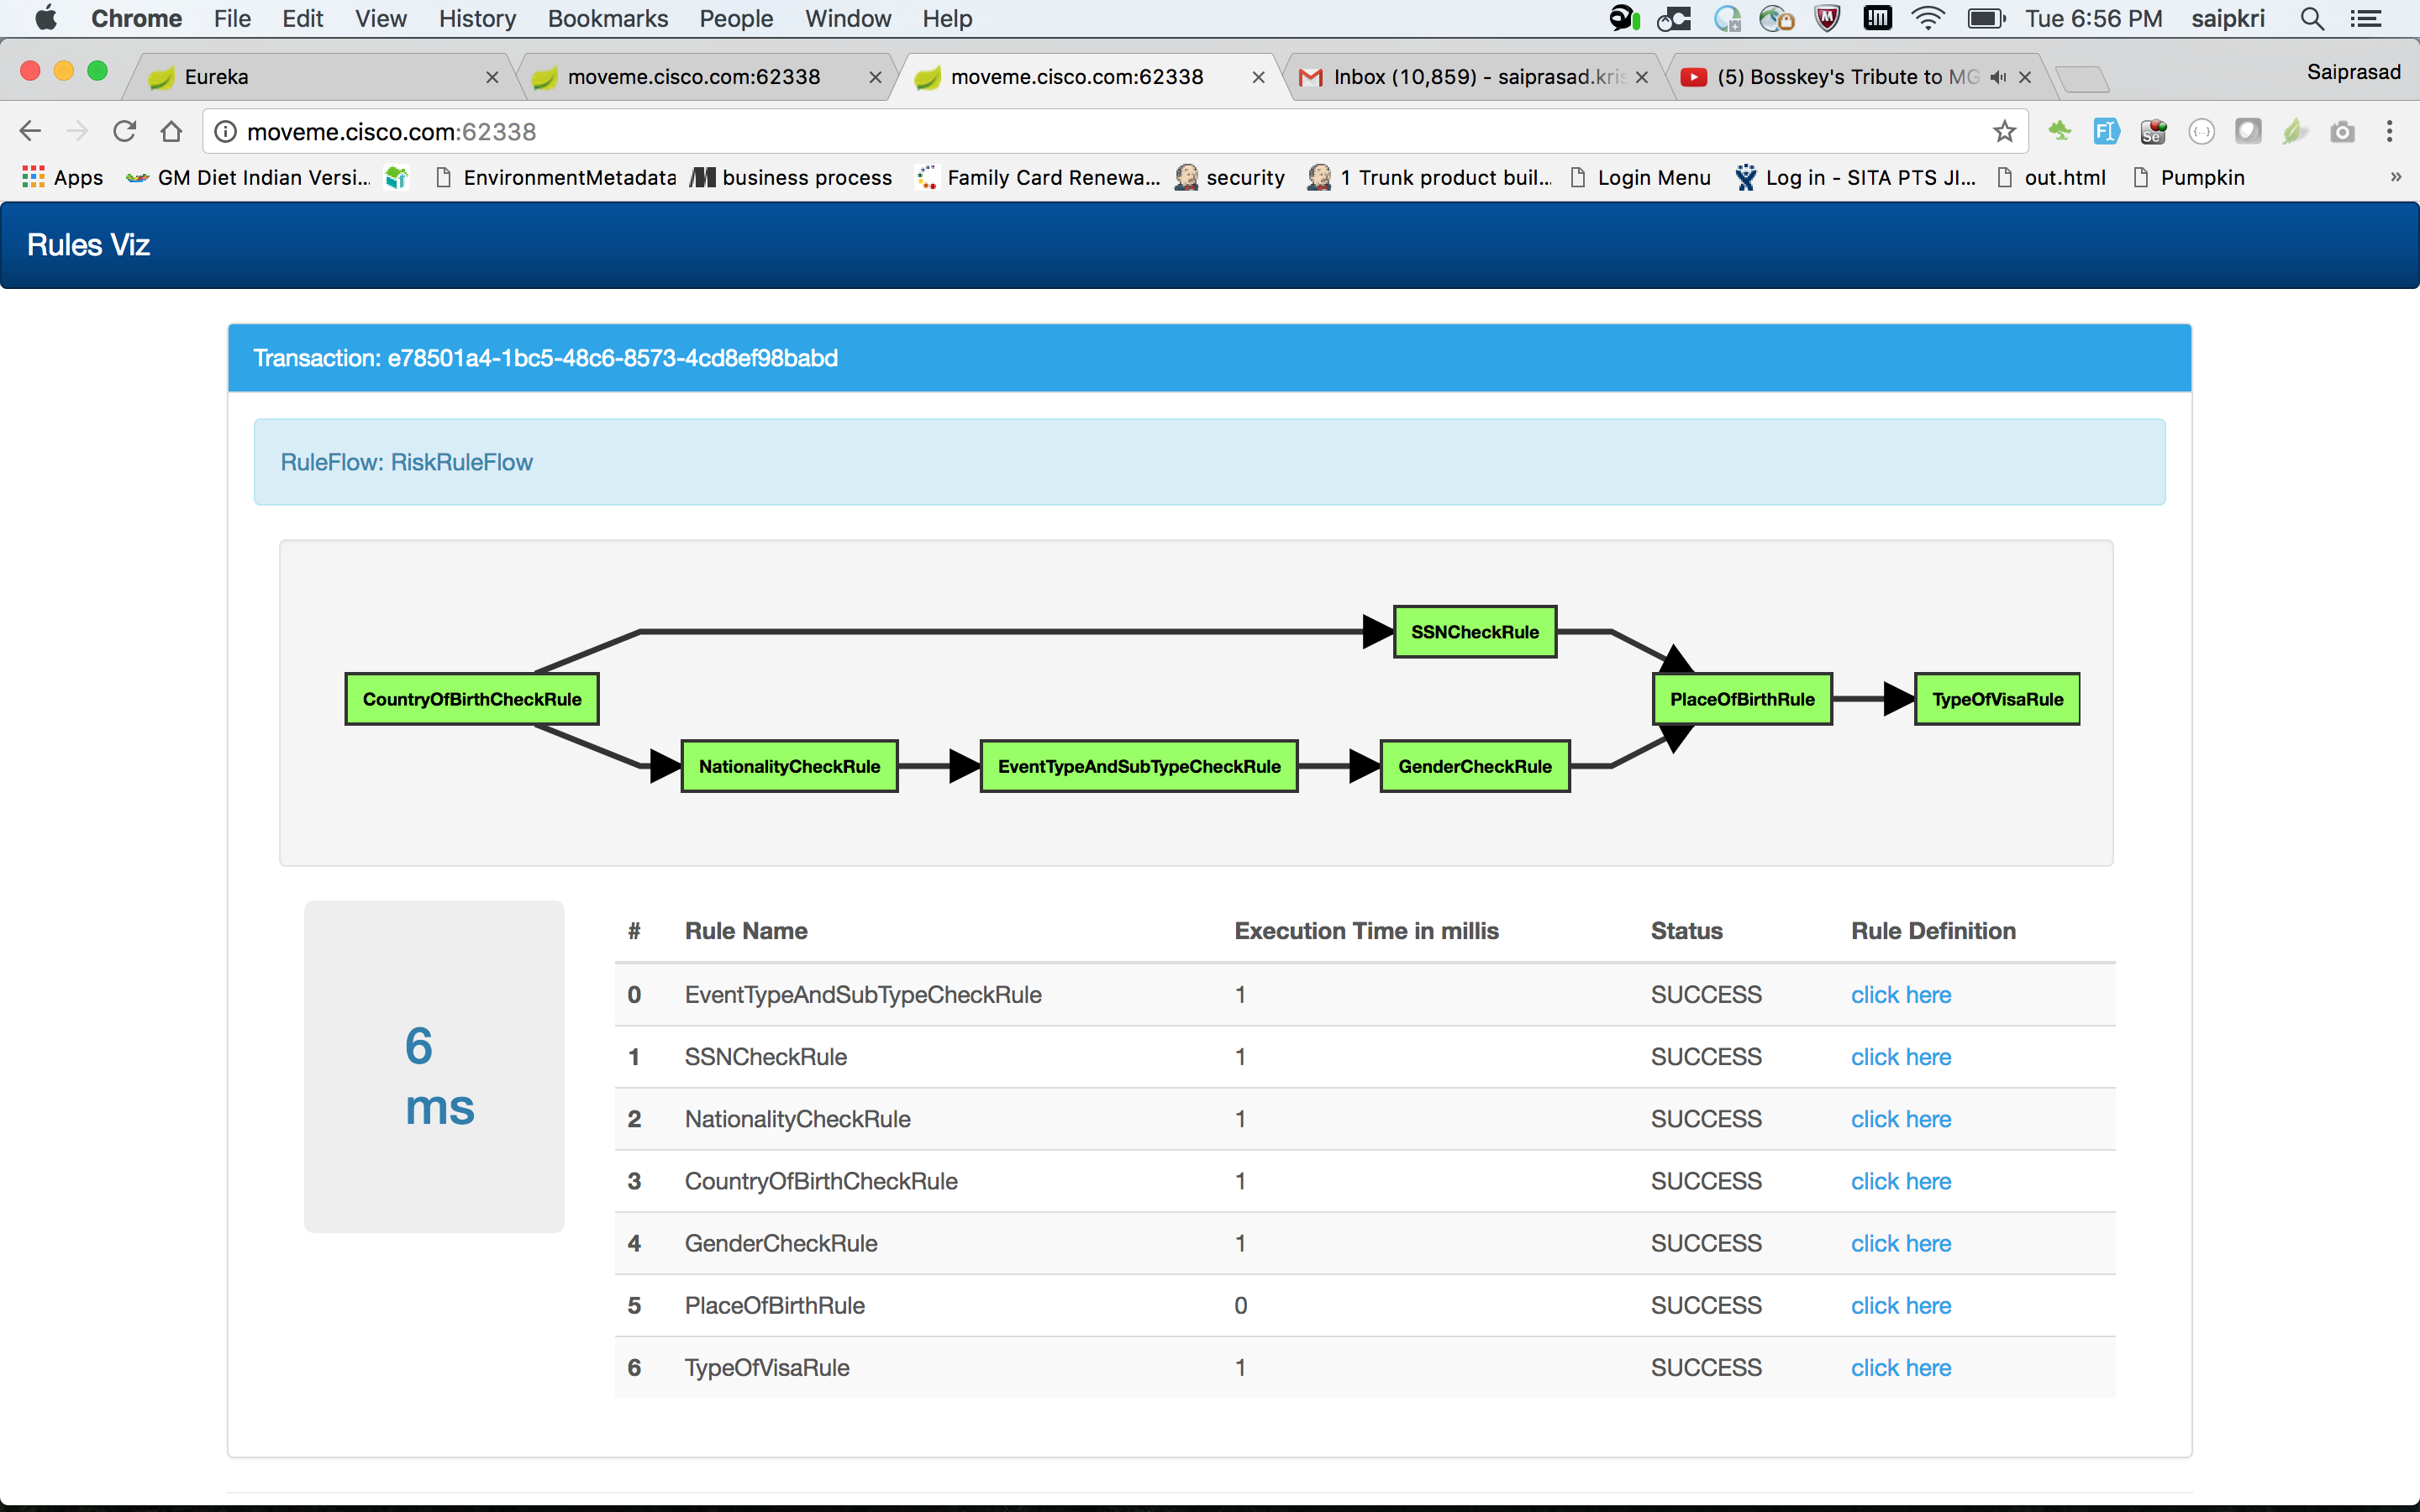 Chrome File Edit View History Bookmarks People Window Help Tue 6:56 PM saipkri
Eureka moveme.cisco.com:62338 moveme.cisco.com:62338 Inbox (10,859) - saiprasad.kris (5) Bosskey's Tribute to MG Saiprasad
moveme.cisco.com:62338
Apps GM Diet Indian Versi... EnvironmentMetadata business process Family Card Renewa... security 1 Trunk product buil... Login Menu Log in - SITA PTS JI... out.html Pumpkin »
Rules Viz
Transaction: e78501a4-1bc5-48c6-8573-4cd8ef98babd
RuleFlow: RiskRuleFlow
SSNCheckRule
CountryOfBirthCheckRule PlaceOfBirthRule TypeOfVisaRule
NationalityCheckRule EventTypeAndSubTypeCheckRule GenderCheckRule
6
ms
# Rule Name Execution Time in millis Status Rule Definition
0 EventTypeAndSubTypeCheckRule 1 SUCCESS click here
1 SSNCheckRule 1 SUCCESS click here
2 NationalityCheckRule 1 SUCCESS click here
3 CountryOfBirthCheckRule 1 SUCCESS click here
4 GenderCheckRule 1 SUCCESS click here
5 PlaceOfBirthRule 0 SUCCESS click here
6 TypeOfVisaRule 1 SUCCESS click here